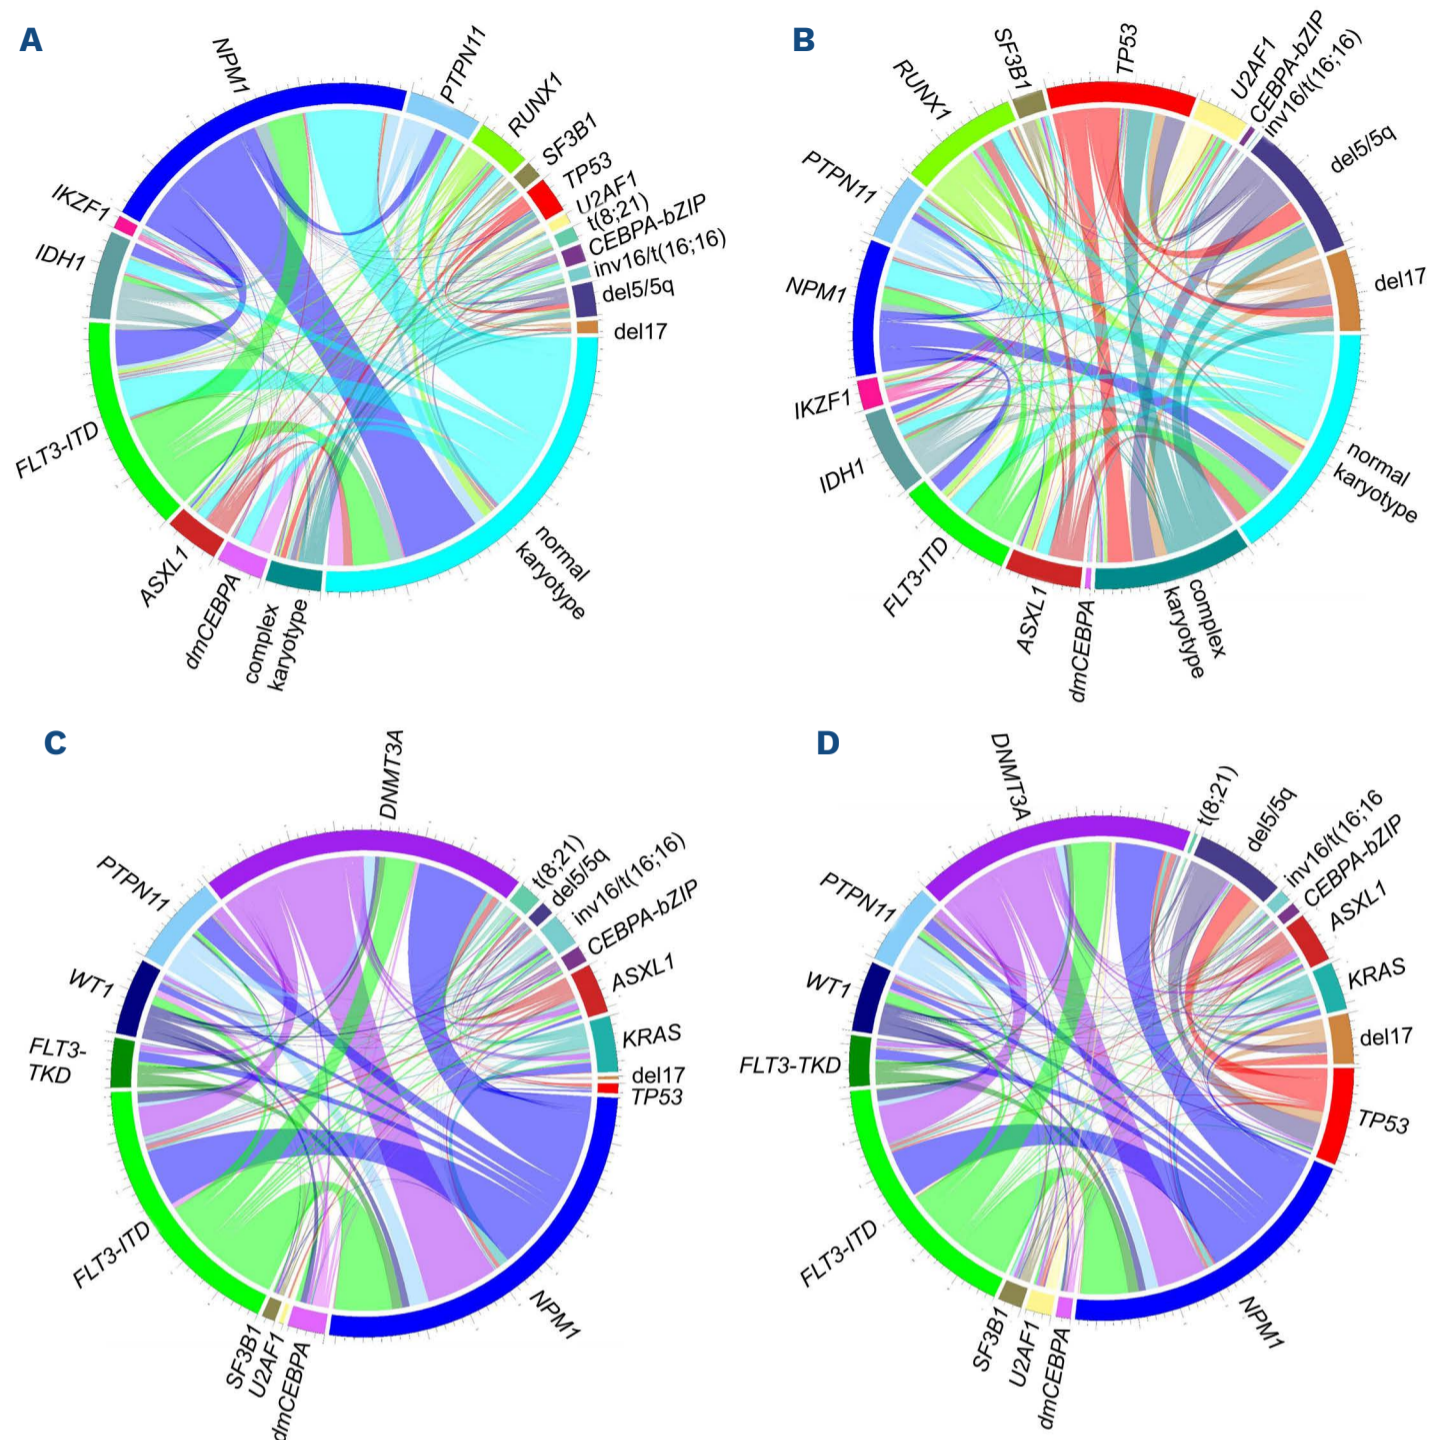 A
NPM1
PTPN11
RUNX1
SF3B1
TP53
U2AF1
t(8;21)
CEBPA-bZIP
inv16/t(16;16)
del5/5q
del17
normal
karyotype
complex
karyotype
dmCEBPA
ASXL1
FLT3-ITD
IDH1
IKZF1
B
SF3B1
TP53
U2AF1
CEBPA-bZIP
inv16/t(16;16)
del5/5q
del17
normal
karyotype
complex
karyotype
dmCEBPA
ASXL1
FLT3-ITD
IDH1
IKZF1
NPM1
PTPN11
RUNX1
C
DNMT3A
t(8;21)
del5/5q
inv16/t(16;16)
CEBPA-bZIP
ASXL1
KRAS
del17
TP53
NPM1
dmCEBPA
U2AF1
SF3B1
FLT3-ITD
FLT3-
TKD
WT1
PTPN11
D
DNMT3A
t(8;21)
del5/5q
inv16/t(16;16
CEBPA-bZIP
ASXL1
KRAS
del17
TP53
NPM1
dmCEBPA
U2AF1
SF3B1
FLT3-ITD
FLT3-TKD
WT1
PTPN11